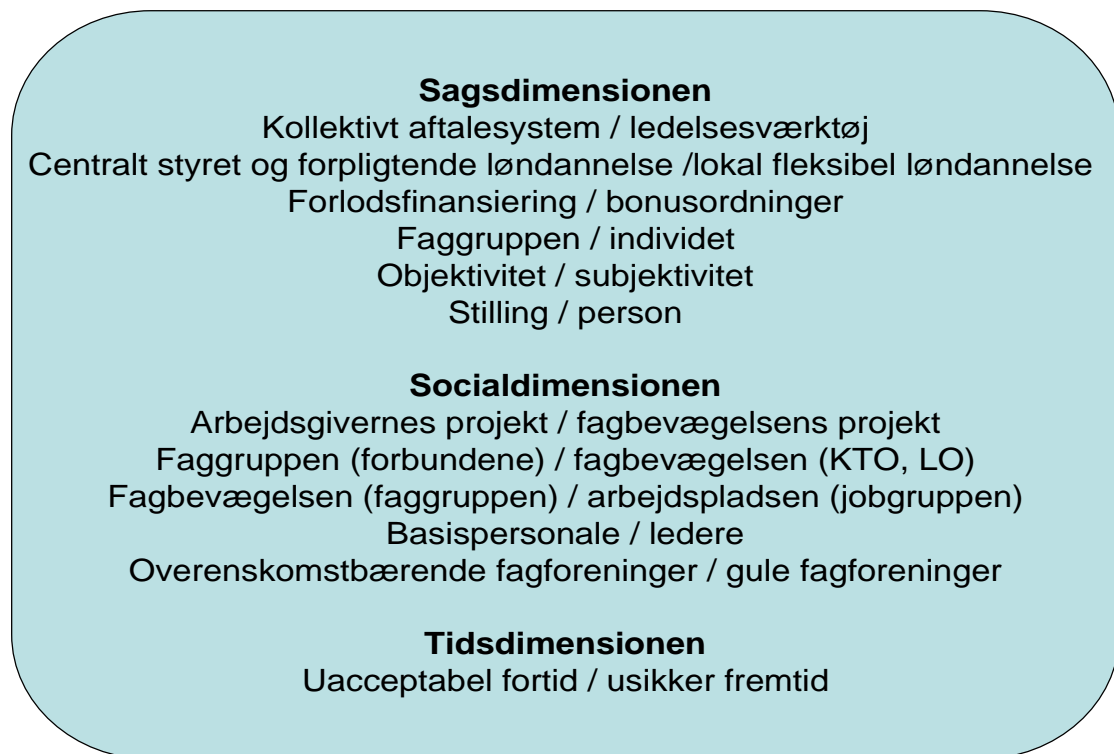 Sagsdimensionen
Kollektivt aftalesystem / ledelsesværktøj
Centralt styret og forpligtende løndannelse /lokal fleksibel løndannelse
Forlodsfinansiering / bonusordninger
Faggruppen / individet
Objektivitet / subjektivitet
Stilling / person
Socialdimensionen
Arbejdsgivernes projekt / fagbevægelsens projekt
Faggruppen (forbundene) / fagbevægelsen (KTO, LO)
Fagbevægelsen (faggruppen) / arbejdspladsen (jobgruppen)
Basispersonale / ledere
Overenskomstbærende fagforeninger / gule fagforeninger
Tidsdimensionen
Uacceptabel fortid / usikker fremtid